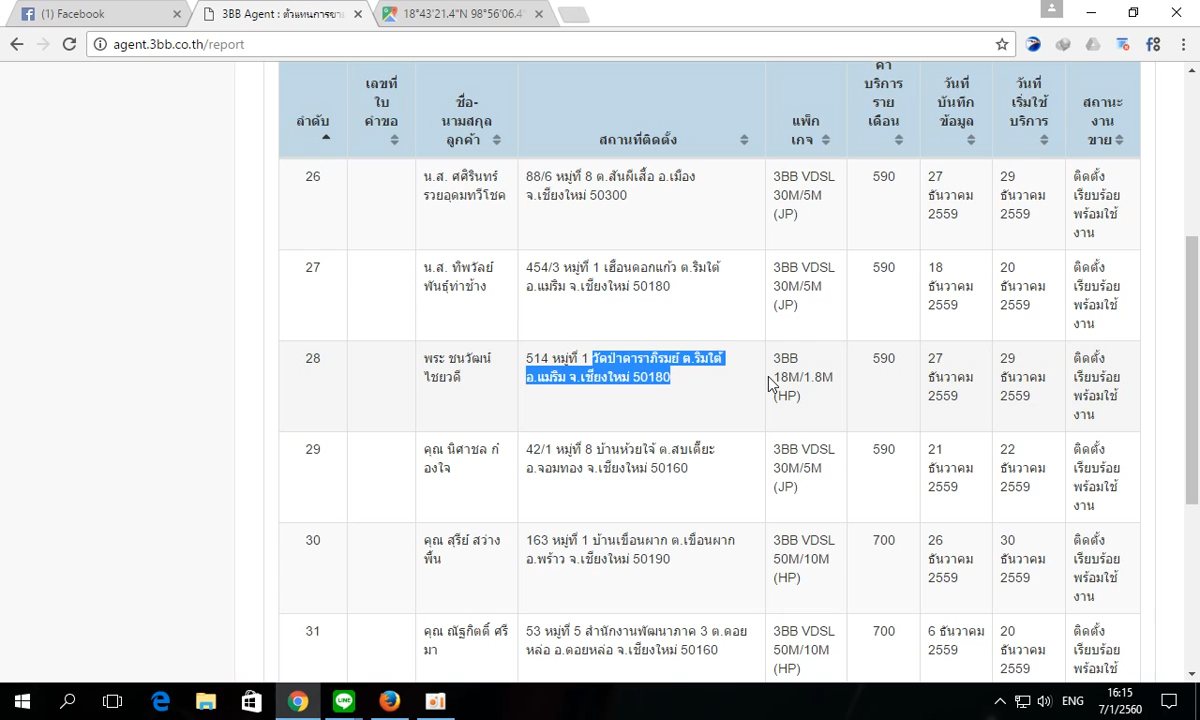 (1) Facebook
3BB Agent : ตัวแทนการขาย
18°43'21.4"N 98°56'06.4"
agent.3bb.co.th/report
ลำดับ
เลขที่
ใบ
คำขอ
ชื่อ-
นามสกุล
ลูกค้า
สถานที่ติดตั้ง
แพ็ก
เกจ
ค่า
บริการ
ราย
เดือน
วันที่
บันทึก
ข้อมูล
วันที่
เริ่มใช้
บริการ
สถานะ
งาน
ขาย
26
น.ส. ศศิรินทร์
รวยอุดมทวีโชค
88/6 หมู่ที่ 8 ต.สันผีเสื้อ อ.เมือง
จ.เชียงใหม่ 50300
3BB VDSL
30M/5M
(JP)
590
27
ธันวาคม
2559
29
ธันวาคม
2559
ติดตั้ง
เรียบร้อย
พร้อมใช้
งาน
27
น.ส. ทิพวัลย์
พันธุ์ท่าช้าง
454/3 หมู่ที่ 1 เฮือนดอกแก้ว ต.ริมใต้
อ.แม่ริม จ.เชียงใหม่ 50180
3BB VDSL
30M/5M
(JP)
590
18
ธันวาคม
2559
20
ธันวาคม
2559
ติดตั้ง
เรียบร้อย
พร้อมใช้
งาน
28
พระ ชนวัฒน์
ไชยวดี
514 หมู่ที่ 1 วัดป่าดาราภิรมย์ ต.ริมใต้
อ.แม่ริม จ.เชียงใหม่ 50180
3BB
18M/1.8M
(HP)
590
27
ธันวาคม
2559
29
ธันวาคม
2559
ติดตั้ง
เรียบร้อย
พร้อมใช้
งาน
29
คุณ นิศาชล ก๋
องใจ
42/1 หมู่ที่ 8 บ้านห้วยใจ้ ต.สบเตี๊ยะ
อ.จอมทอง จ.เชียงใหม่ 50160
3BB VDSL
30M/5M
(JP)
590
21
ธันวาคม
2559
22
ธันวาคม
2559
ติดตั้ง
เรียบร้อย
พร้อมใช้
งาน
30
คุณ สุรีย์ สว่าง
พื้น
163 หมู่ที่ 1 บ้านเขื่อนผาก ต.เขื่อนผาก
อ.พร้าว จ.เชียงใหม่ 50190
3BB VDSL
50M/10M
(HP)
700
26
ธันวาคม
2559
30
ธันวาคม
2559
ติดตั้ง
เรียบร้อย
พร้อมใช้
งาน
31
คุณ ณัฐกิตติ์ ศรี
มา
53 หมู่ที่ 5 สำนักงานพัฒนาภาค 3 ต.ดอย
หล่อ อ.ดอยหล่อ จ.เชียงใหม่ 50160
3BB VDSL
50M/10M
(HP)
700
6 ธันวาคม
2559
20
ธันวาคม
2559
ติดตั้ง
เรียบร้อย
พร้อมใช้
ENG
16:15
7/1/2560